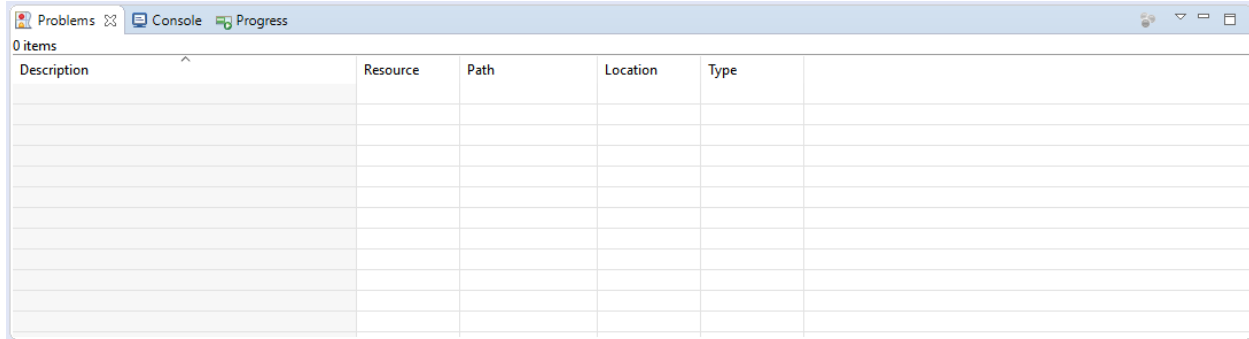 Problems Console Progress
0 items
Description Resource Path Location Type